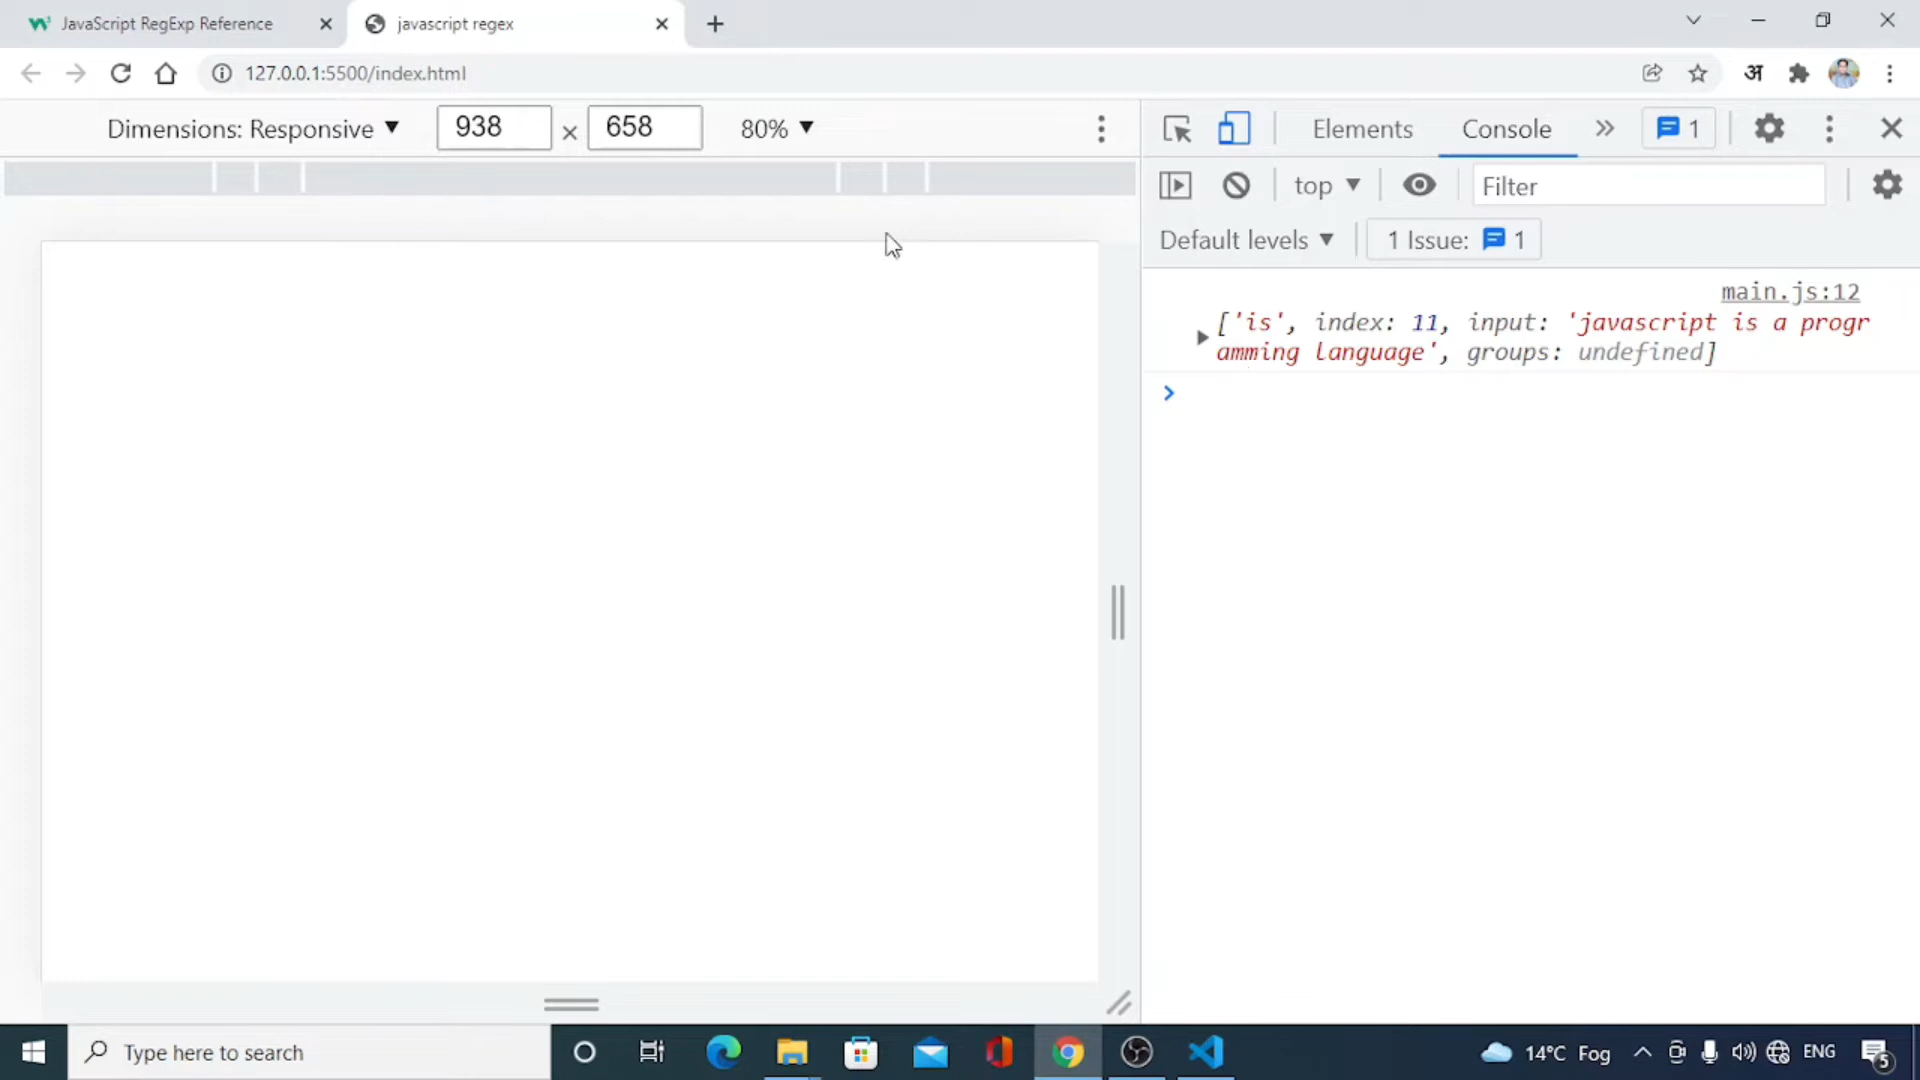 JavaScript RegExp Reference
javascript regex
127.0.0.1:5500/index.html
अ
Dimensions: Responsive
938 × 658
80%
Elements
Console
1
top
Filter
Default levels
1 Issue: 1
main.js:12
['is', index: 11, input: 'javascript is a progr
amming language', groups: undefined]
Type here to search
14°C Fog
ENG
5